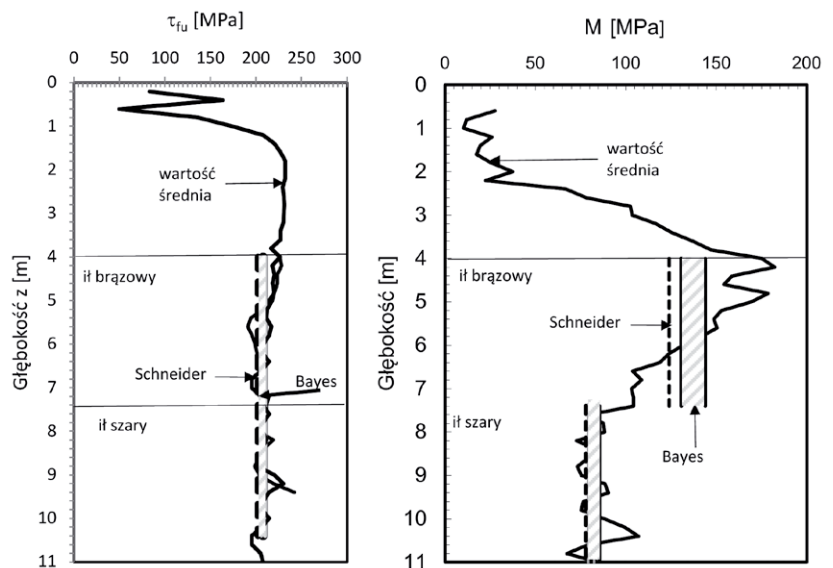 τfu [MPa]
0 50 100 150 200 250 300
Głębokość z [m]
0
1
2
3
4
5
6
7
8
9
10
11
wartość
średnia
ił brązowy
Schneider
Bayes
ił szary
M [MPa]
0 50 100 150 200
Głębokość [m]
0
1
2
3
4
5
6
7
8
9
10
11
wartość
średnia
ił brązowy
Schneider
ił szary
Bayes